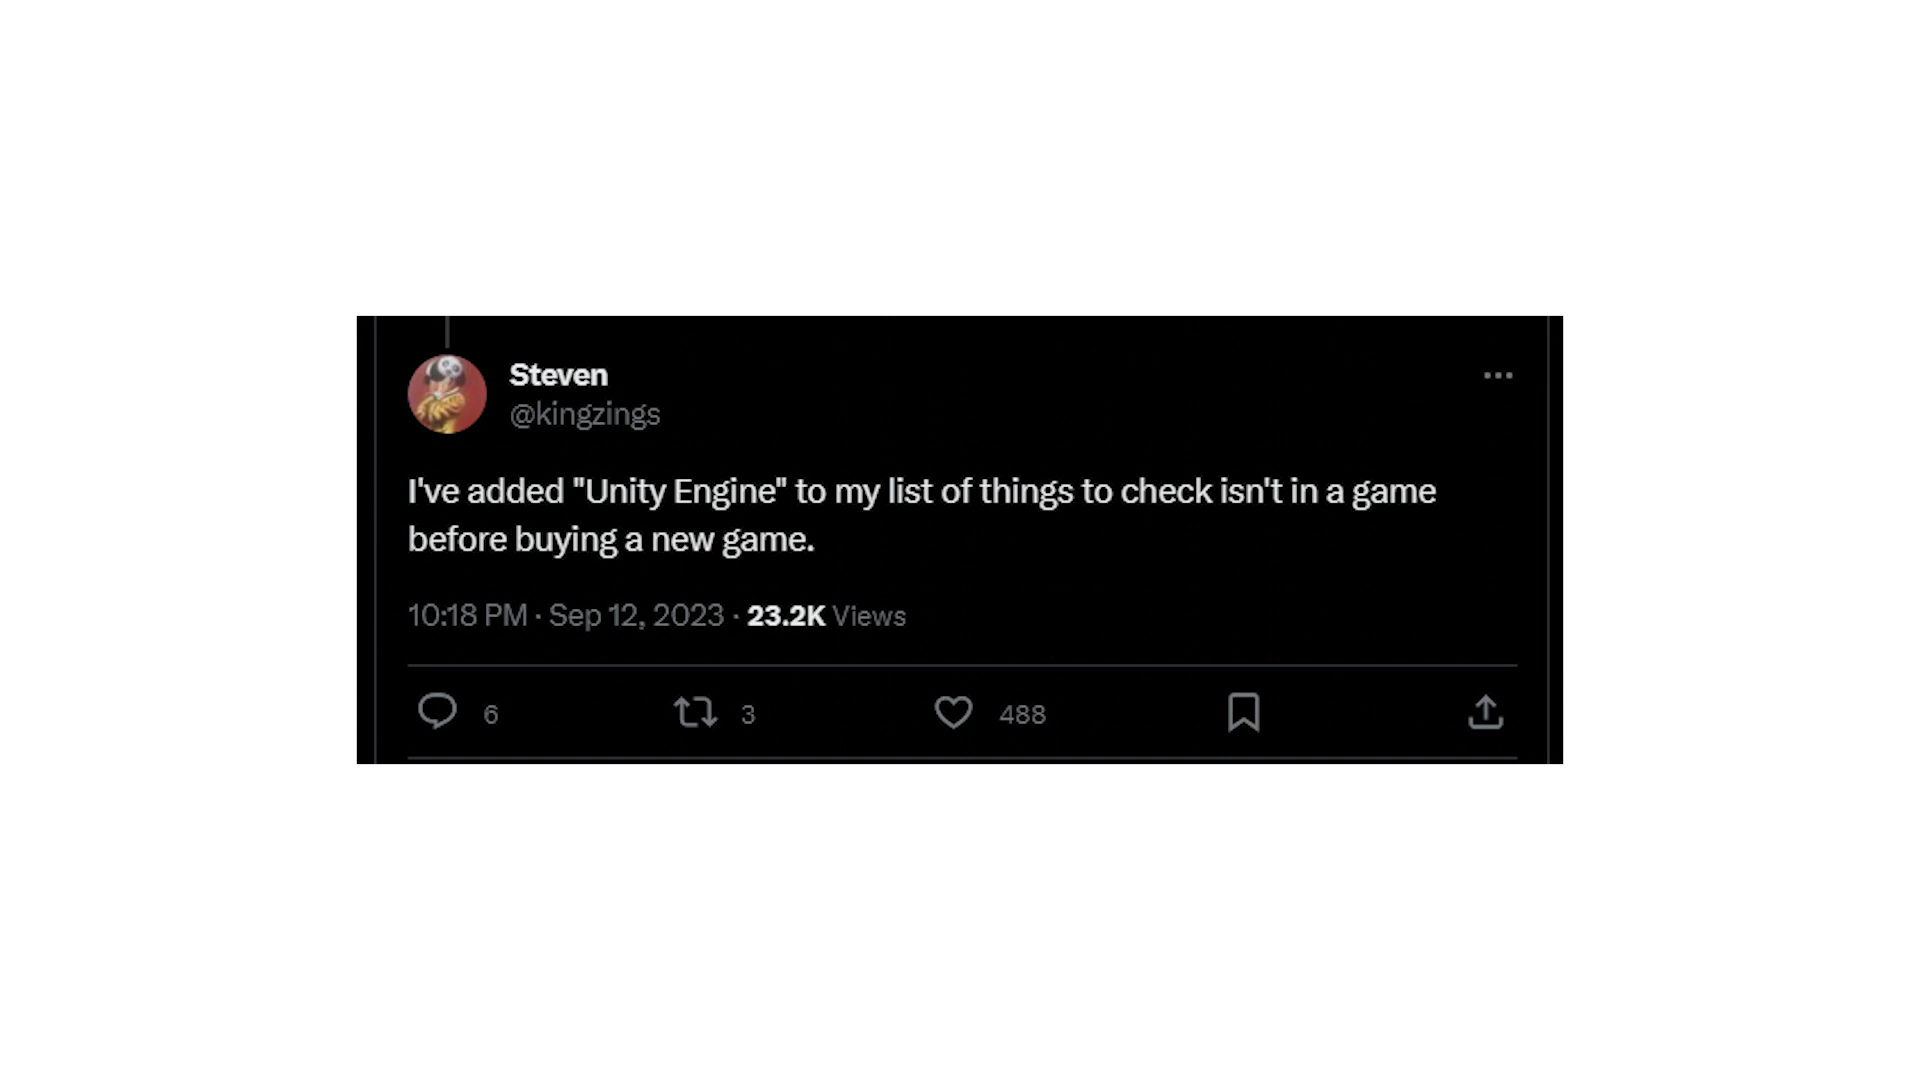 Steven
@kingzings
I've added "Unity Engine" to my list of things to check isn't in a game
before buying a new game.
10:18 PM · Sep 12, 2023 · 23.2K Views
6 3 488